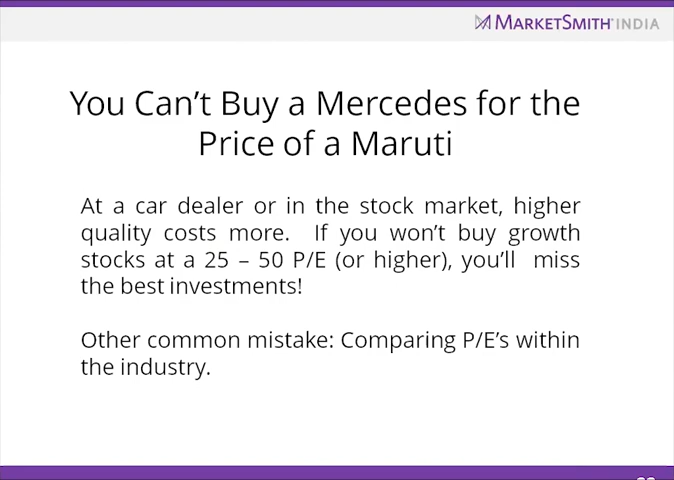 MARKETSMITH INDIA
You Can't Buy a Mercedes for the
Price of a Maruti
At a car dealer or in the stock market, higher
quality costs more. If you won't buy growth
stocks at a 25 – 50 P/E (or higher), you'll miss
the best investments!
Other common mistake: Comparing P/E's within
the industry.